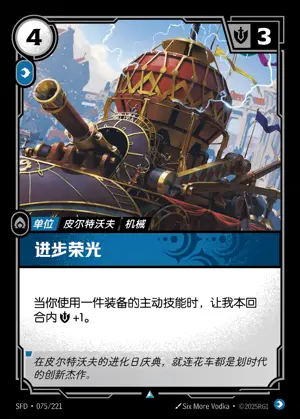 4
3
单位 皮尔特沃夫 机械
进步荣光
当你使用一件装备的主动技能时，让我本回
合内 +1。
在皮尔特沃夫的进化日庆典，就连花车都是划时代
的创新杰作。
SFD • 075/221
Six More Vodka • ©2025RGI